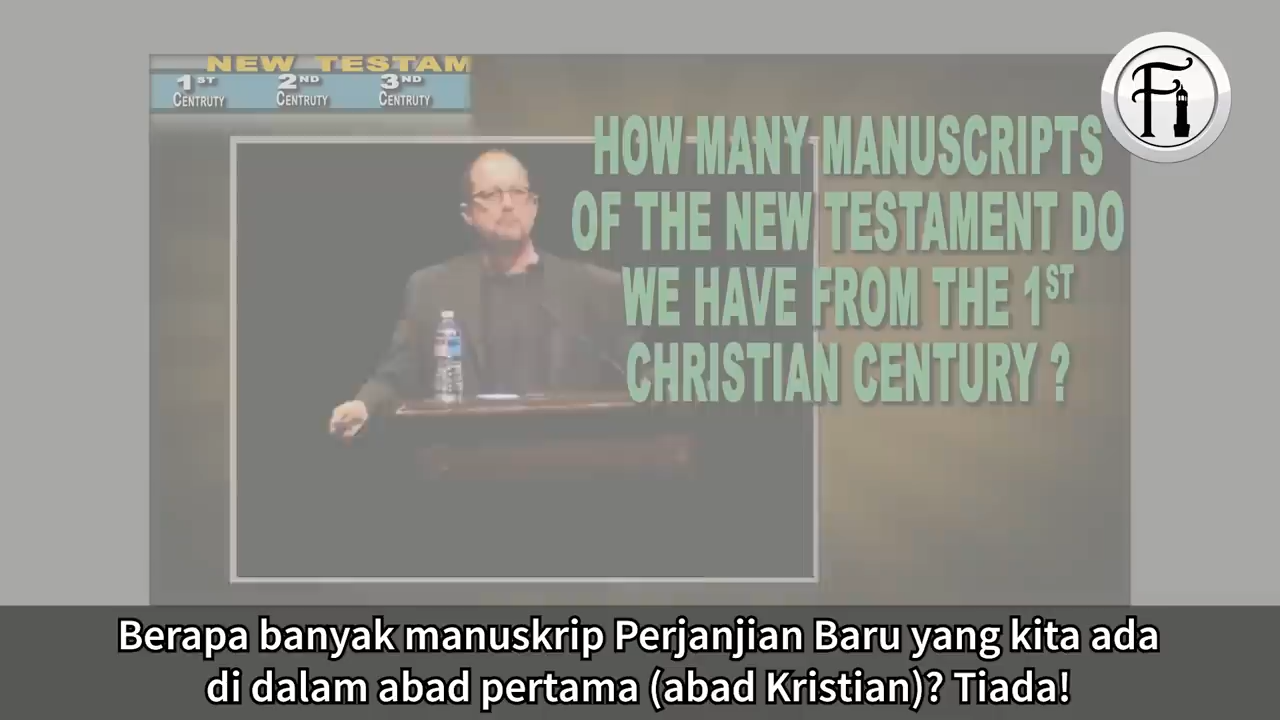 NEW TESTAM
1ST 2ND 3ND
CENTRUTY CENTRUTY CENTRUTY
Fi
HOW MANY MANUSCRIPTS
OF THE NEW TESTAMENT DO
WE HAVE FROM THE 1ST
CHRISTIAN CENTURY ?
Berapa banyak manuskrip Perjanjian Baru yang kita ada
di dalam abad pertama (abad Kristian)? Tiada!